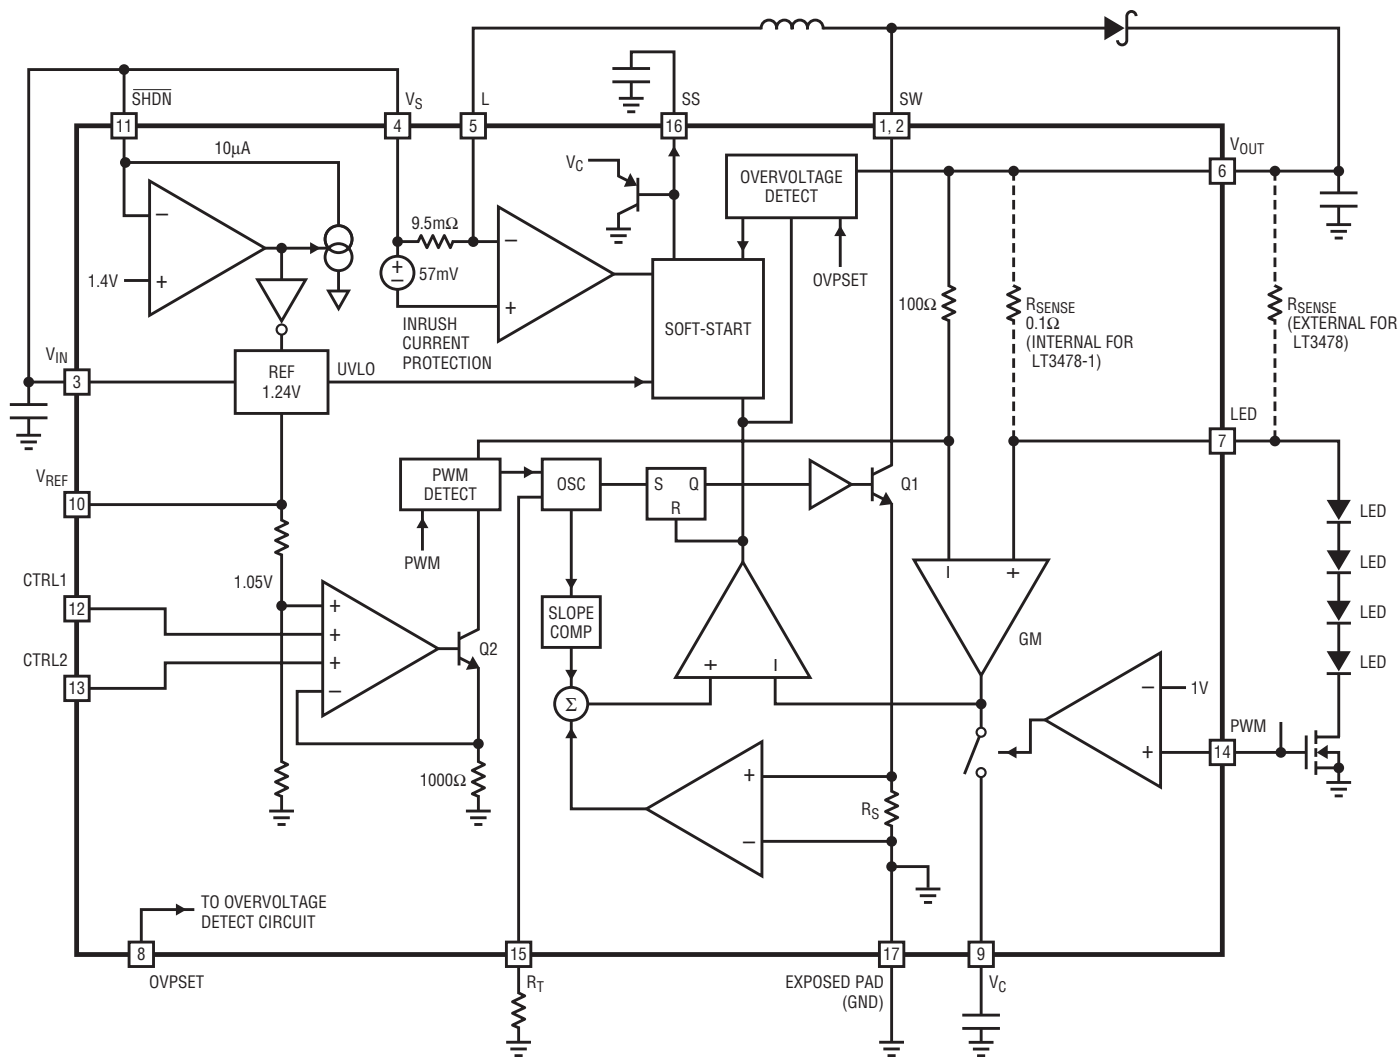 SHDN
VS
L
SS
SW
11
4
5
16
1, 2
10µA
VC
OVERVOLTAGE
DETECT
VOUT
6
9.5mΩ
–
+
1.4V
+
–
57mV
–
+
OVPSET
INRUSH
CURRENT
PROTECTION
SOFT-START
100Ω
RSENSE
0.1Ω
(INTERNAL FOR
LT3478-1)
RSENSE
(EXTERNAL FOR
LT3478)
VIN
3
REF
1.24V
UVLO
LED
7
VREF
10
PWM
DETECT
PWM
OSC
S
Q
R
Q1
LED
LED
LED
LED
1.05V
CTRL1
12
CTRL2
13
+
+
+
–
Q2
SLOPE
COMP
Σ
+
–
–
+
GM
–
1V
+
PWM
14
1000Ω
+
–
RS
TO OVERVOLTAGE
DETECT CIRCUIT
8
OVPSET
15
RT
17
EXPOSED PAD
(GND)
9
VC